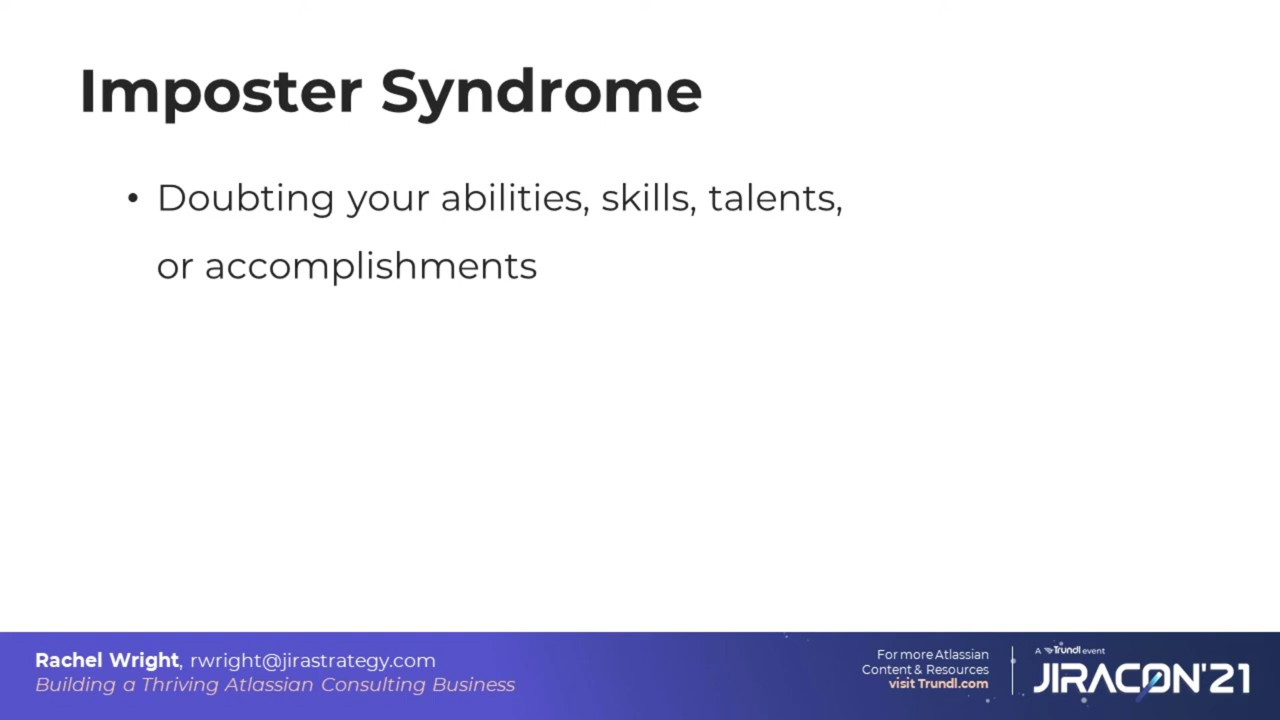 Imposter Syndrome
• Doubting your abilities, skills, talents,
or accomplishments
Rachel Wright, rwright@jirastrategy.com
Building a Thriving Atlassian Consulting Business
For more Atlassian
Content & Resources
visit Trundl.com
A Trundl event
JIRACON'21